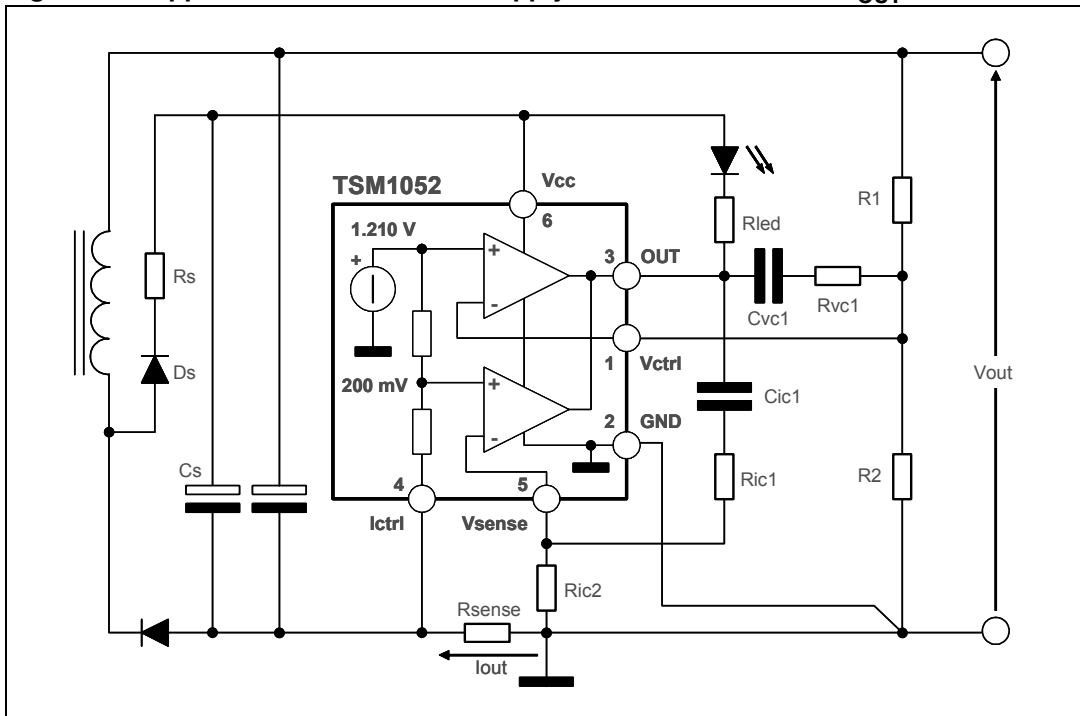 TSM1052
Vcc
6
1.210 V
+
+
-
3
OUT
Rled
R1
Rs
Cvc1
Rvc1
1
Vctrl
Ds
200 mV
+
-
Cic1
Vout
2
GND
Cs
Ric1
R2
4
5
Ictrl
Vsense
Ric2
Rsense
Iout